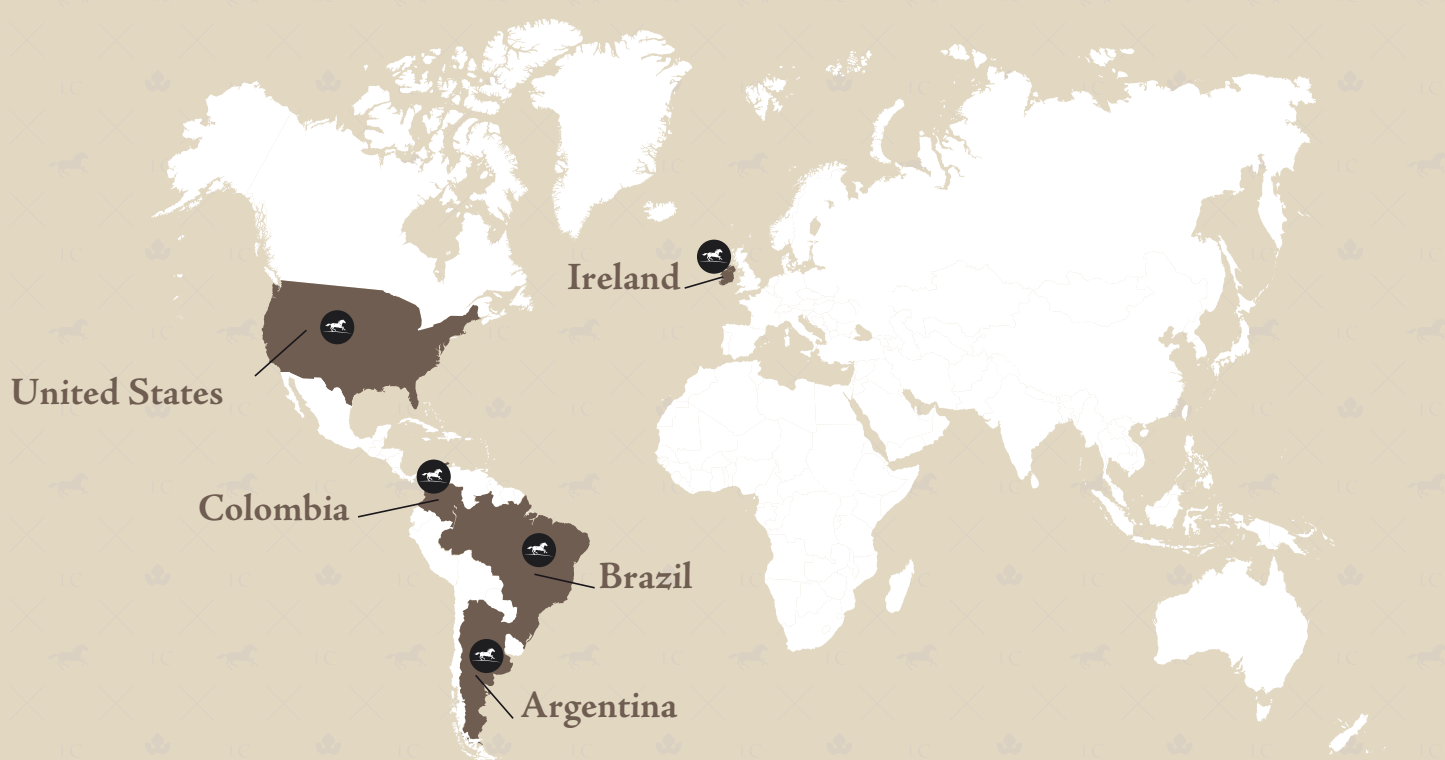 Ireland
United States
Colombia
Brazil
Argentina